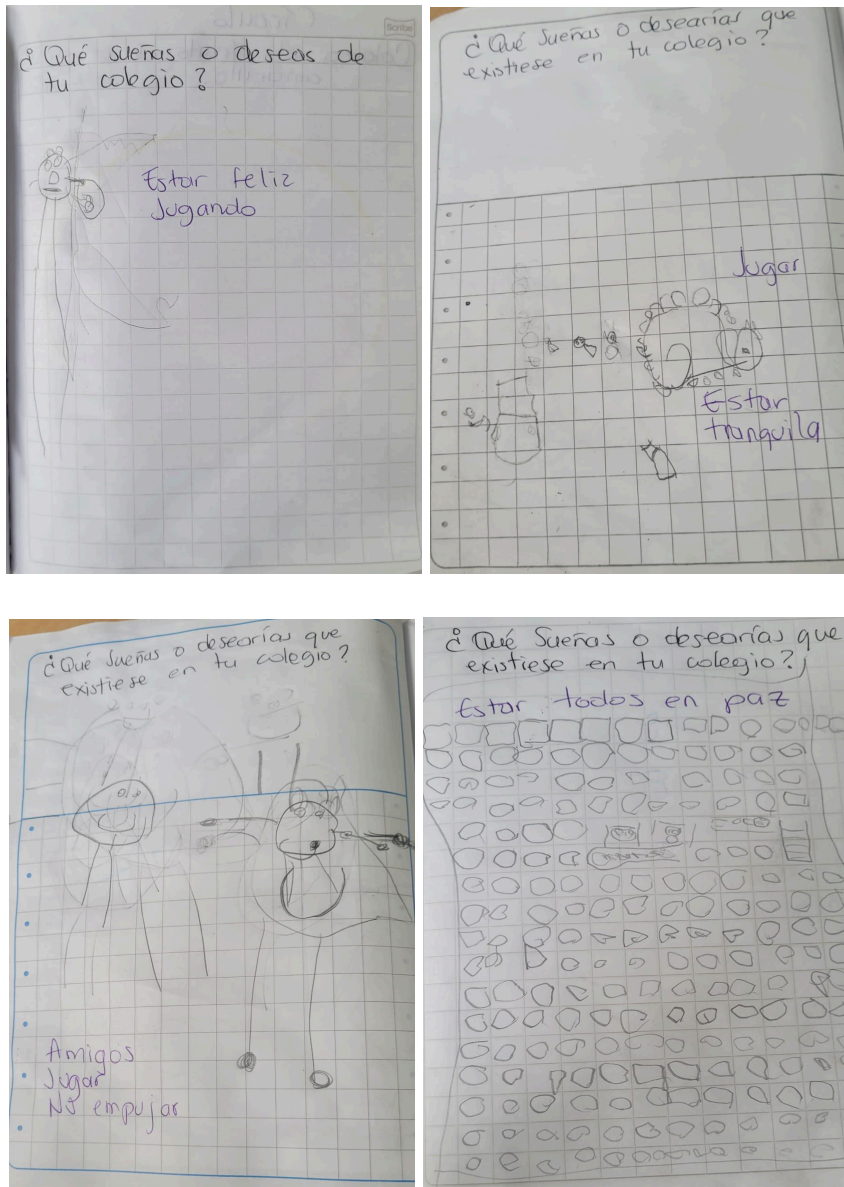 Scribe
¿Qué sueñas o deseas de
tu colegio?
Estar feliz
Jugando
¿Qué Sueñas o desearías que
existiese en tu colegio?
Jugar
Estar
tranquila
¿Qué Sueñas o desearías que
existiese en tu colegio?
Amigos
Jugar
No empujar
¿Qué Sueñas o desearías que
existiese en tu colegio?
Estar todos en paz